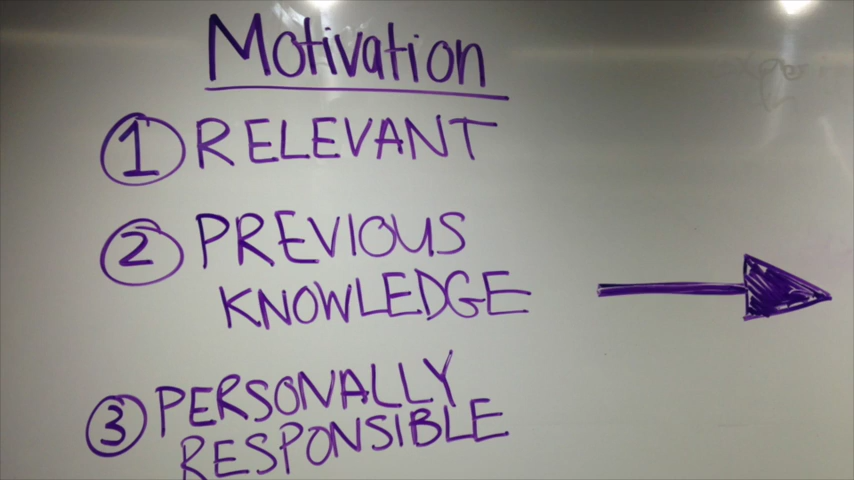 Motivation
1 RELEVANT
2 PREVIOUS
KNOWLEDGE
3 PERSONALLY
RESPONSIBLE